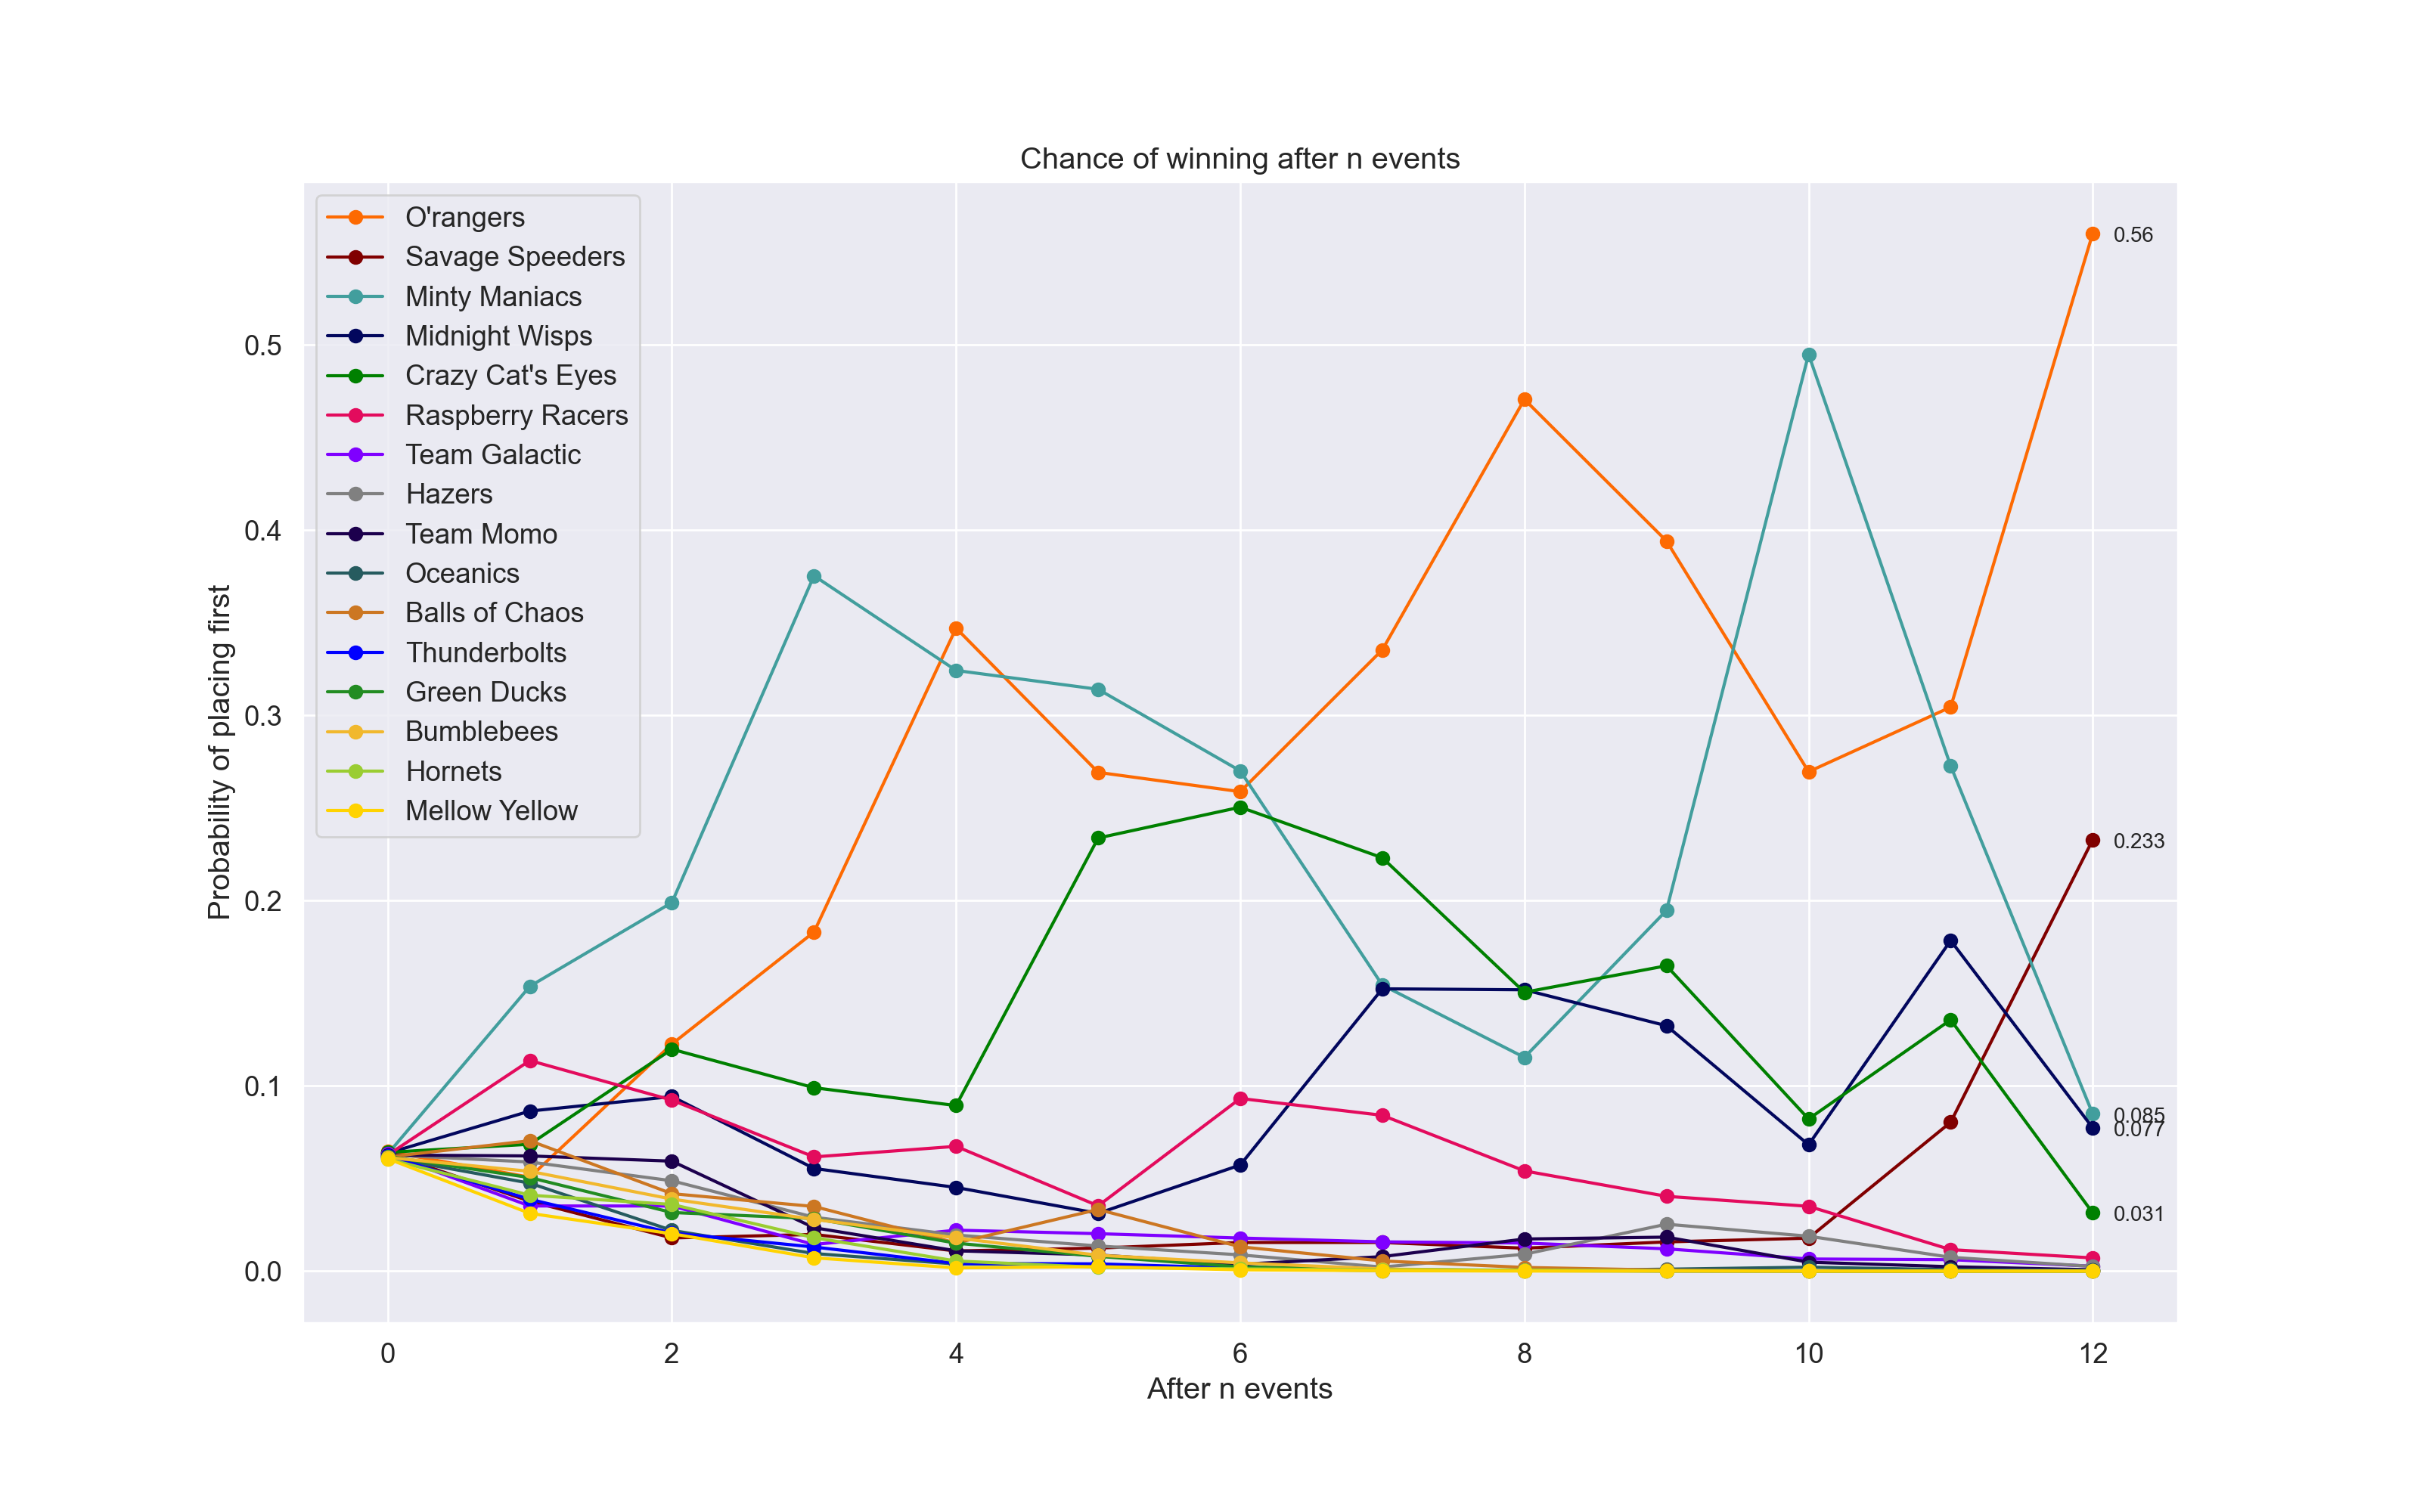 Chance of winning after n events
O'rangers
Savage Speeders
Minty Maniacs
Midnight Wisps
Crazy Cat's Eyes
Raspberry Racers
Team Galactic
Hazers
Team Momo
Oceanics
Balls of Chaos
Thunderbolts
Green Ducks
Bumblebees
Hornets
Mellow Yellow
Probability of placing first
0.5
0.4
0.3
0.2
0.1
0.0
0.56
0.233
0.085
0.077
0.031
0 2 4 6 8 10 12
After n events